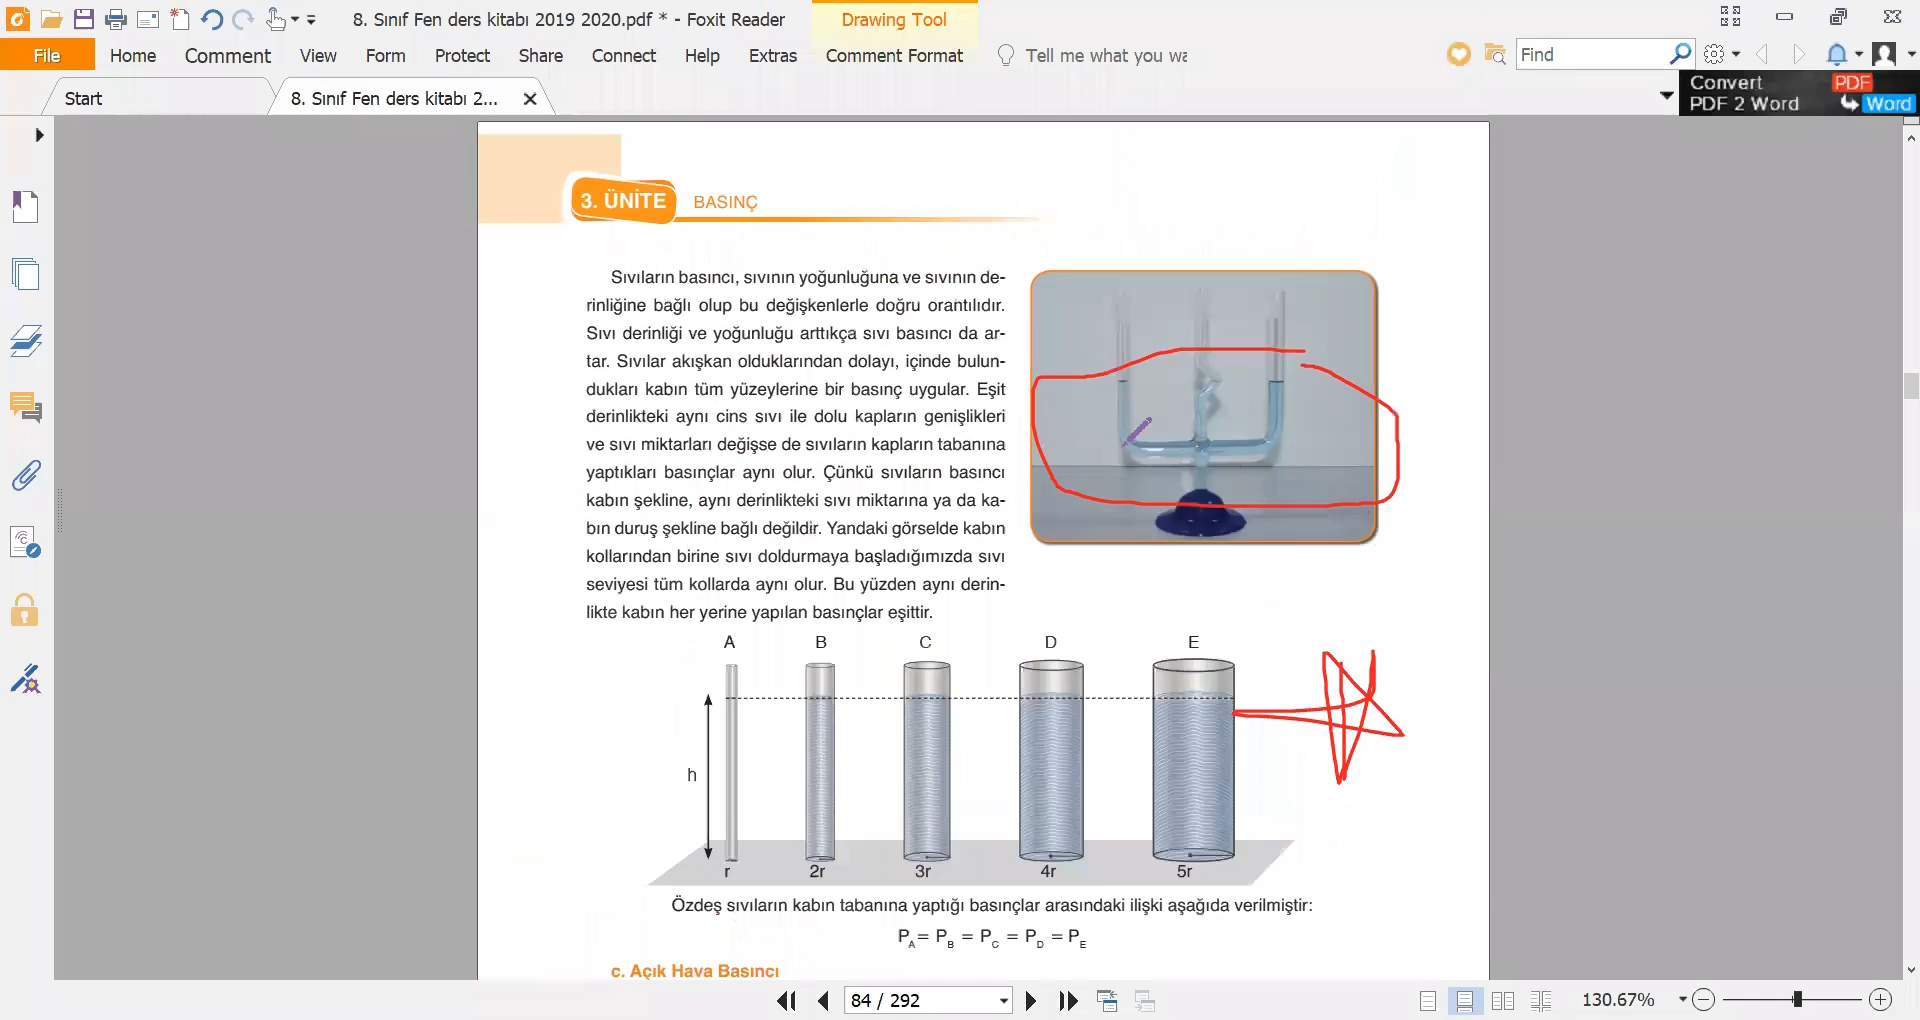 8. Sınıf Fen ders kitabı 2019 2020.pdf * - Foxit Reader
Drawing Tool
File Home Comment View Form Protect Share Connect Help Extras Comment Format Tell me what you wa
Find
Start
8. Sınıf Fen ders kitabı 2...
Convert PDF
PDF 2 Word Word
3. ÜNİTE BASINÇ
Sıvıların basıncı, sıvının yoğunluğuna ve sıvının de-
rinliğine bağlı olup bu değişkenlerle doğru orantılıdır.
Sıvı derinliği ve yoğunluğu arttıkça sıvı basıncı da ar-
tar. Sıvılar akışkan olduklarından dolayı, içinde bulun-
dukları kabın tüm yüzeylerine bir basınç uygular. Eşit
derinlikteki aynı cins sıvı ile dolu kapların genişlikleri
ve sıvı miktarları değişse de sıvıların kapların tabanına
yaptıkları basınçlar aynı olur. Çünkü sıvıların basıncı
kabın şekline, aynı derinlikteki sıvı miktarına ya da ka-
bın duruş şekline bağlı değildir. Yandaki görselde kabın
kollarından birine sıvı doldurmaya başladığımızda sıvı
seviyesi tüm kollarda aynı olur. Bu yüzden aynı derin-
likte kabın her yerine yapılan basınçlar eşittir.
A B C D E
h
r 2r 3r 4r 5r
Özdeş sıvıların kabın tabanına yaptığı basınçlar arasındaki ilişki aşağıda verilmiştir:
P_A = P_B = P_C = P_D = P_E
c. Açık Hava Basıncı
84 / 292
130.67%